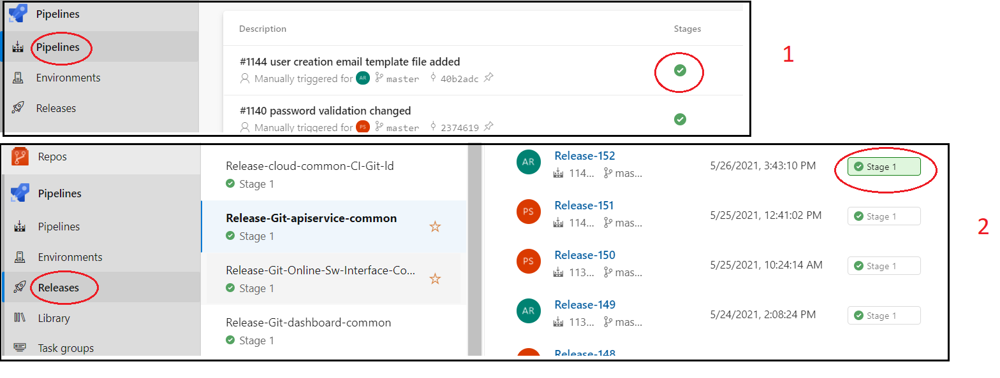 Pipelines
Description
Stages
Pipelines
#1144 user creation email template file added
Manually triggered for AR master 40b2adc
1
Environments
Releases
#1140 password validation changed
Manually triggered for PS master 2374619
Repos
Pipelines
Pipelines
Environments
Releases
Library
Task groups
Release-cloud-common-CI-Git-ld
Stage 1
Release-Git-apiservice-common
Stage 1
Release-Git-Online-Sw-Interface-Co...
Stage 1
Release-Git-dashboard-common
Stage 1
AR Release-152 5/26/2021, 3:43:10 PM Stage 1
114... mas...
PS Release-151 5/25/2021, 12:41:02 PM Stage 1
114... mas...
PS Release-150 5/25/2021, 10:24:14 AM Stage 1
113... mas...
AR Release-149 5/24/2021, 2:08:24 PM Stage 1
113... mas...
Release-148
2